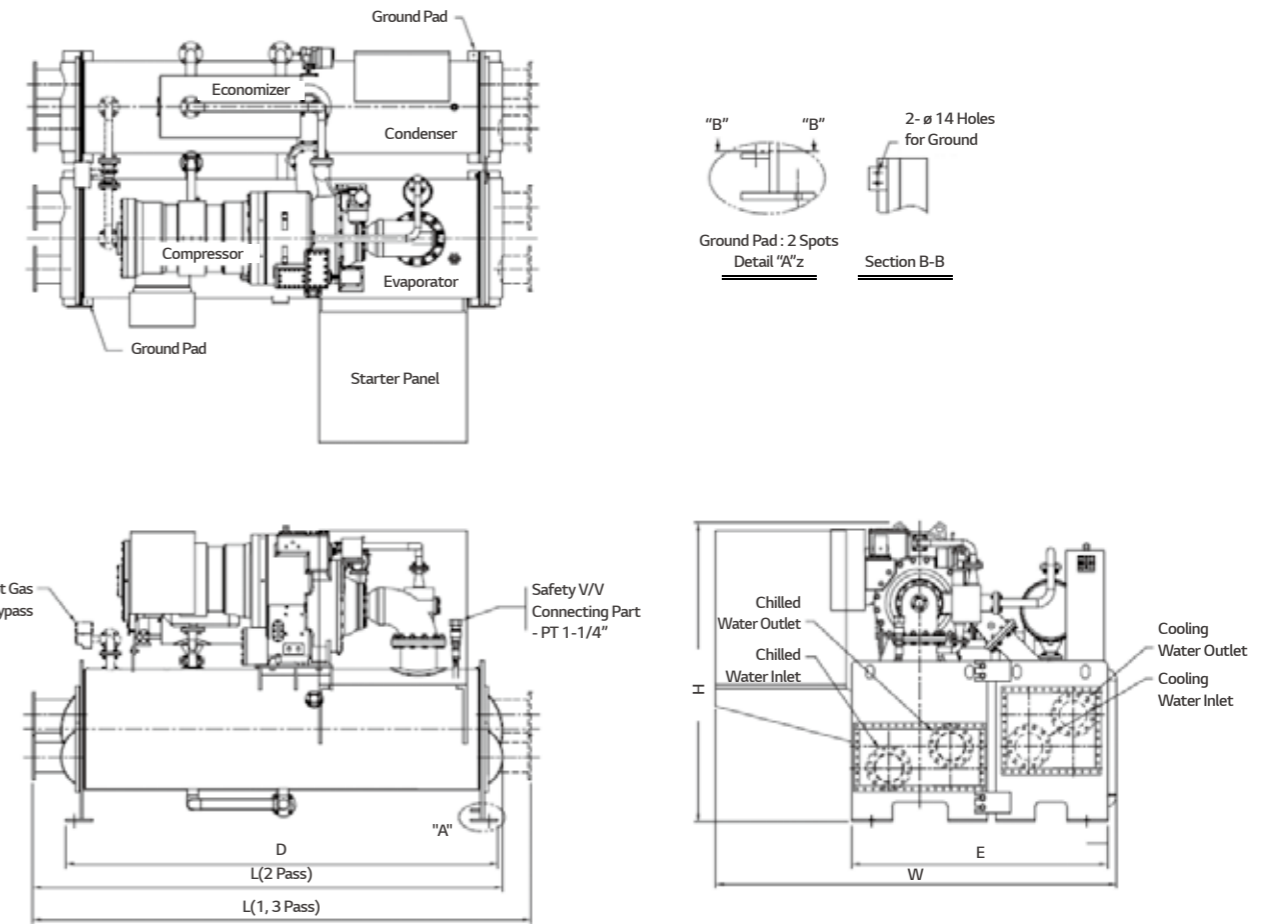 Ground Pad
Economizer
Condenser
Compressor
Evaporator
Ground Pad
Starter Panel
"B"
"B"
2- ø 14 Holes
for Ground
Ground Pad : 2 Spots
Detail "A"z
Section B-B
t Gas
ypass
Safety V/V
Connecting Part
- PT 1-1/4"
"A"
D
L(2 Pass)
L(1, 3 Pass)
Chilled
Water Outlet
Chilled
Water Inlet
Cooling
Water Outlet
Cooling
Water Inlet
H
E
W